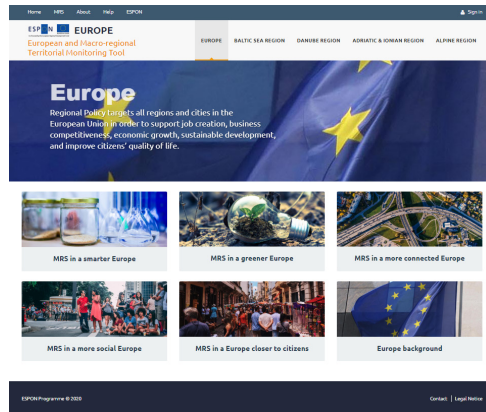 Home MRS About Help ESPON Sign in
ESPON EUROPE
European and Macro-regional
Territorial Monitoring Tool
EUROPE BALTIC SEA REGION DANUBE REGION ADRIATIC & IONIAN REGION ALPINE REGION
Europe
Regional Policy targets all regions and cities in the
European Union in order to support job creation, business
competitiveness, economic growth, sustainable development,
and improve citizens' quality of life.
MRS in a smarter Europe MRS in a greener Europe MRS in a more connected Europe
MRS in a more social Europe MRS in a Europe closer to citizens Europe background
ESPON Programme © 2020 Contact | Legal Notice